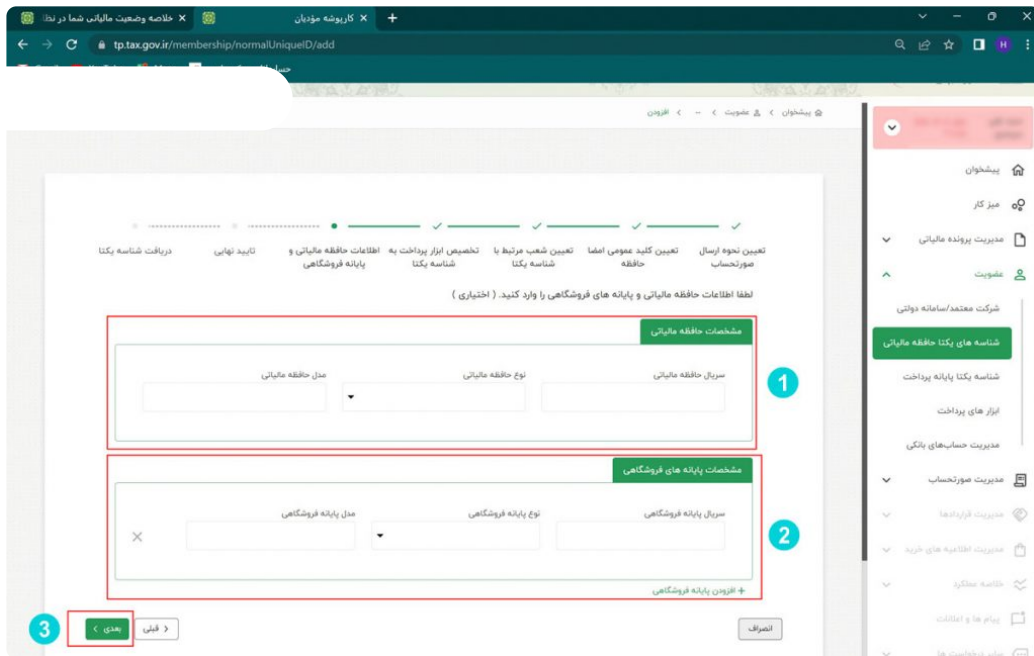 خلاصه وضعیت مالیاتی شما در نظا
کارپوشه مؤدیان
tp.tax.gov.ir/membership/normalUniqueID/add
H
پیشخوان > عضویت > ... > افزودن
پیشخوان
میز کار
مدیریت پرونده مالیاتی
عضویت
شرکت معتمد/سامانه دولتی
شناسه های یکتا حافظه مالیاتی
شناسه یکتا پایانه پرداخت
ابزار های پرداخت
مدیریت حساب‌های بانکی
مدیریت صورتحساب
مدیریت قراردادها
مدیریت اطلاعیه های خرید
خلاصه عملکرد
پیام ها و اعلانات
سایر درخواست ها
تعیین نحوه ارسال صورتحساب
تعیین کلید عمومی امضا حافظه
تعیین شعب مرتبط با شناسه یکتا
تخصیص ابزار پرداخت به شناسه یکتا
اطلاعات حافظه مالیاتی و پایانه فروشگاهی
تایید نهایی
دریافت شناسه یکتا
لطفا اطلاعات حافظه مالیاتی و پایانه های فروشگاهی را وارد کنید. ( اختیاری )
مشخصات حافظه مالیاتی
سریال حافظه مالیاتی
نوع حافظه مالیاتی
مدل حافظه مالیاتی
1
مشخصات پایانه های فروشگاهی
سریال پایانه فروشگاهی
نوع پایانه فروشگاهی
مدل پایانه فروشگاهی
2
+ افزودن پایانه فروشگاهی
انصراف
قبلی
بعدی
3